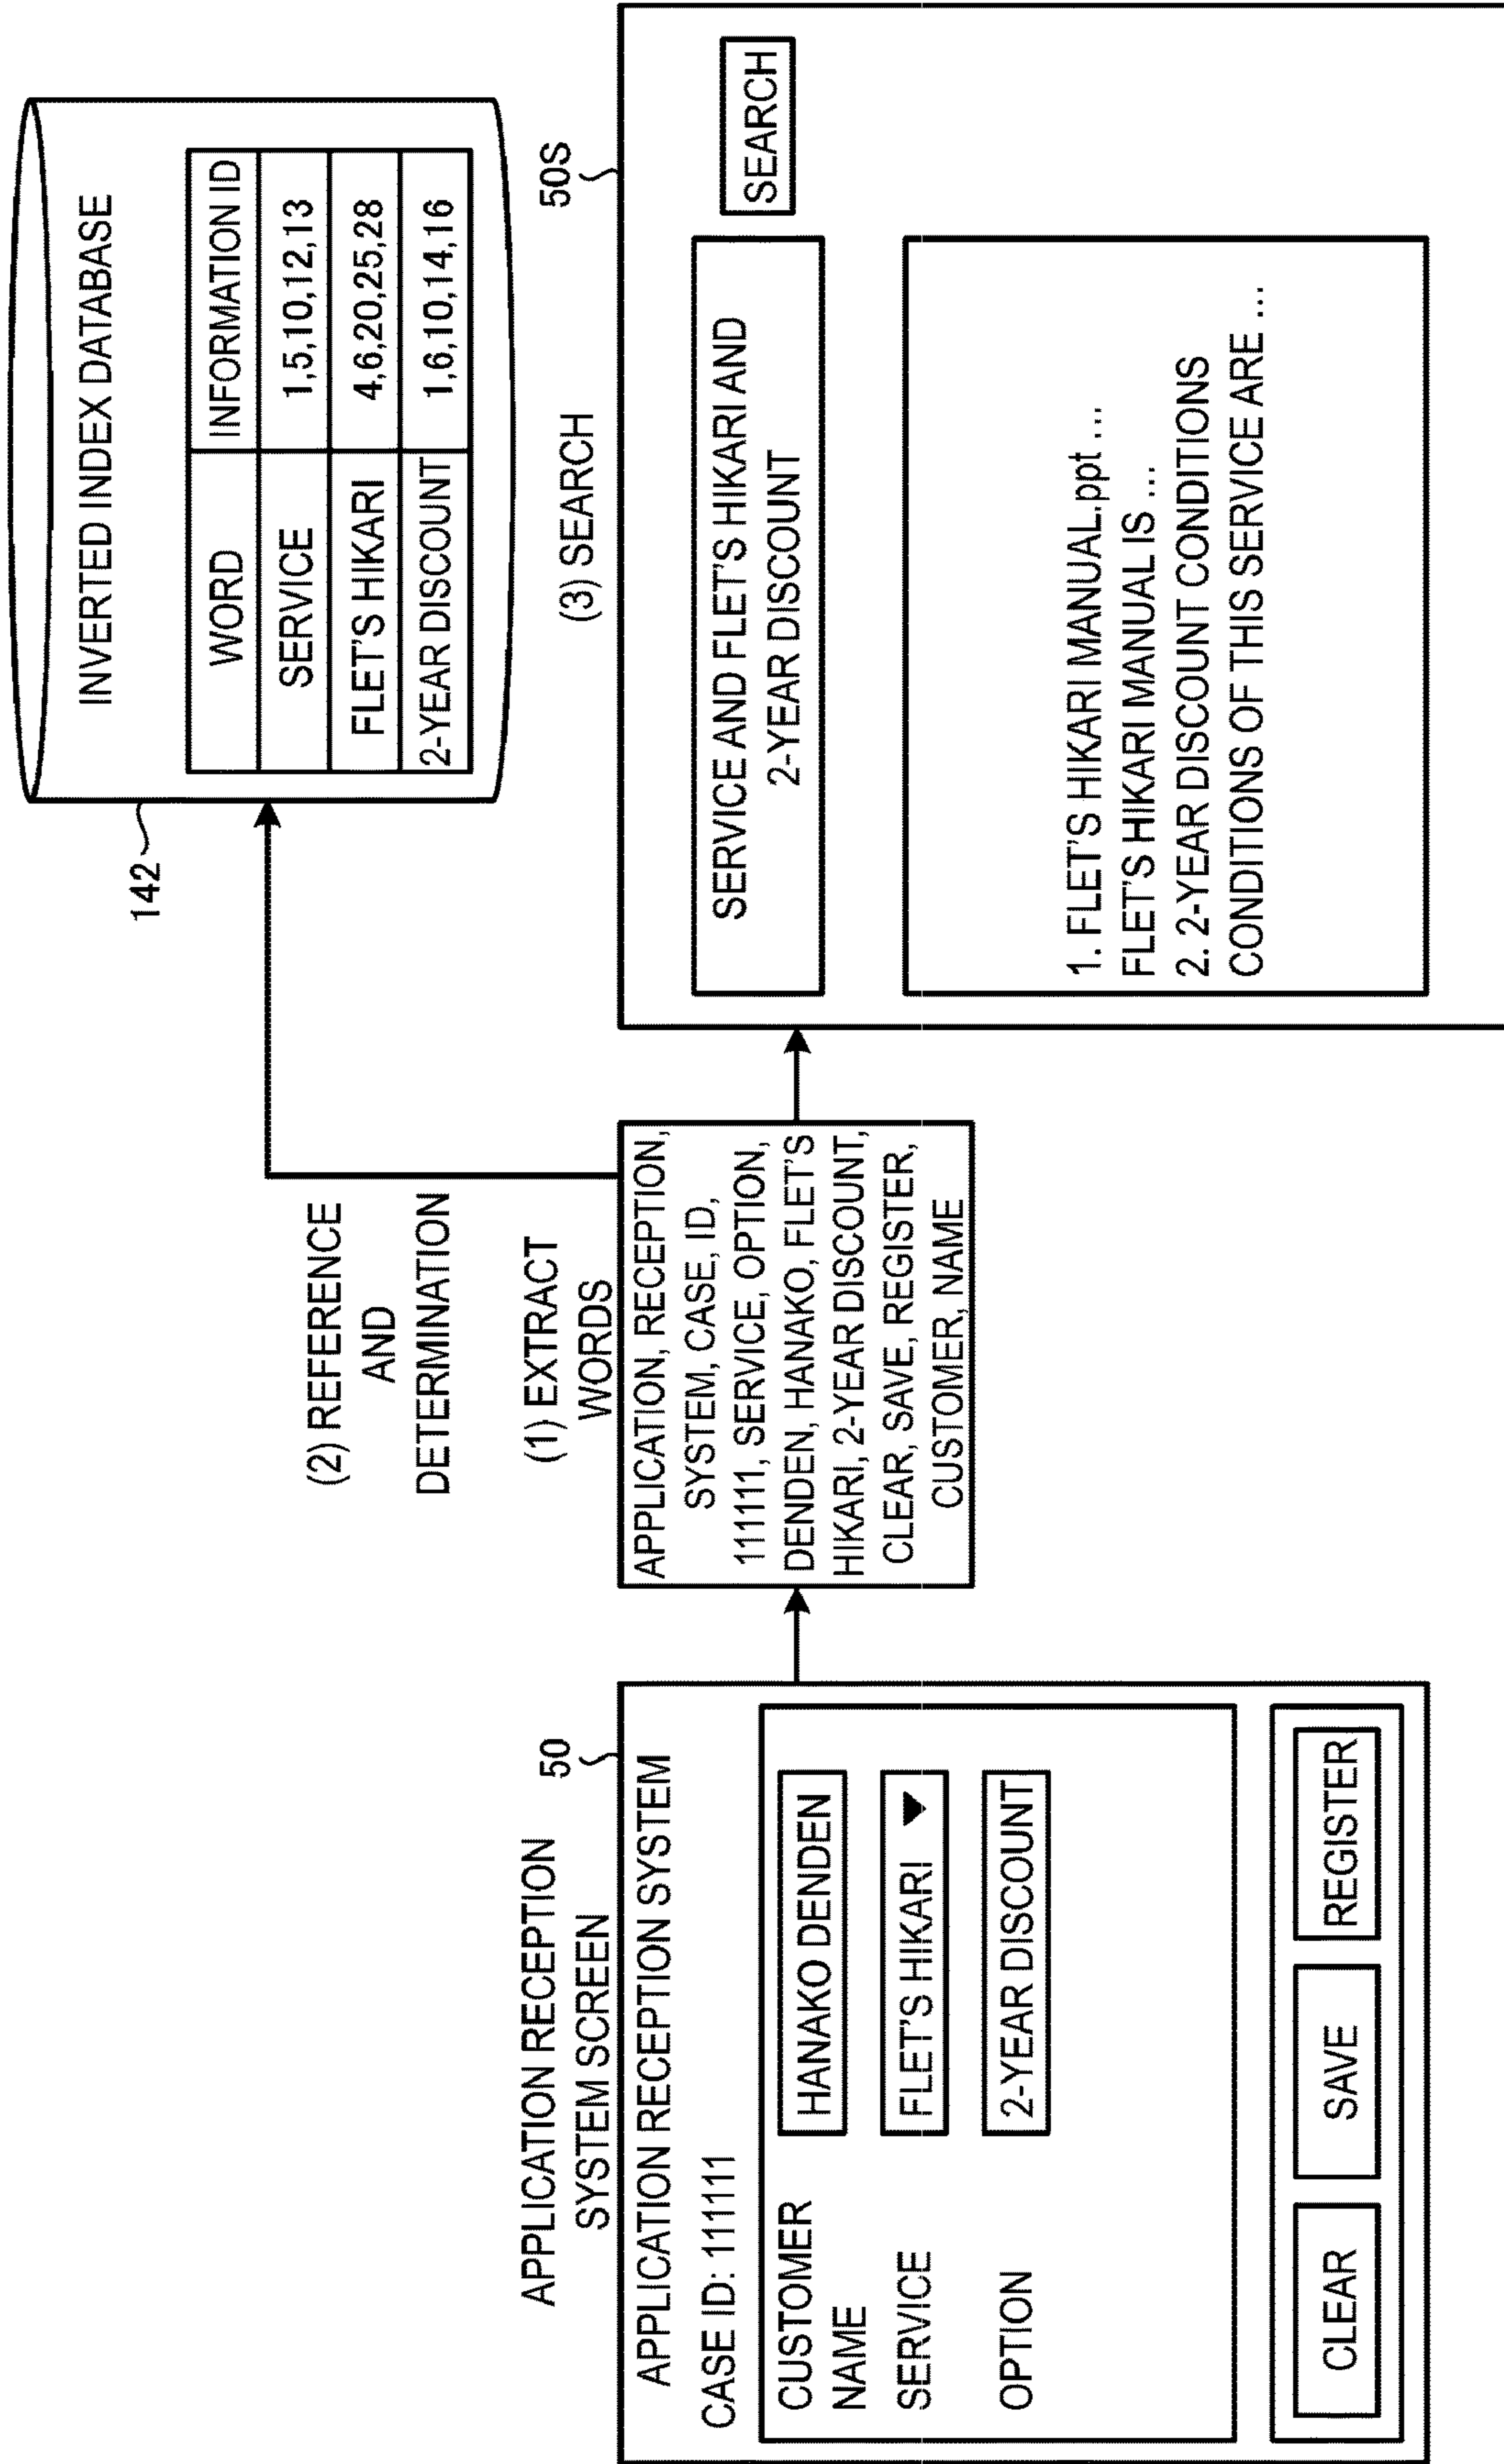 APPLICATION RECEPTION
SYSTEM SCREEN
50
APPLICATION RECEPTION SYSTEM
CASE ID: 111111
CUSTOMER
NAME
HANAKO DENDEN
SERVICE
FLET'S HIKARI
OPTION
2-YEAR DISCOUNT
CLEAR
SAVE
REGISTER
(2) REFERENCE
AND
DETERMINATION
(1) EXTRACT
WORDS
APPLICATION, RECEPTION,
SYSTEM, CASE, ID,
111111, SERVICE, OPTION,
DENDEN, HANAKO, FLET'S
HIKARI, 2-YEAR DISCOUNT,
CLEAR, SAVE, REGISTER,
CUSTOMER, NAME
142
INVERTED INDEX DATABASE
WORD INFORMATION ID
SERVICE 1,5,10,12,13
FLET'S HIKARI 4,6,20,25,28
2-YEAR DISCOUNT 1,6,10,14,16
(3) SEARCH
50S
SERVICE AND FLET'S HIKARI AND
2-YEAR DISCOUNT
SEARCH
1. FLET'S HIKARI MANUAL.ppt ...
FLET'S HIKARI MANUAL IS ...
2. 2-YEAR DISCOUNT CONDITIONS
CONDITIONS OF THIS SERVICE ARE ...